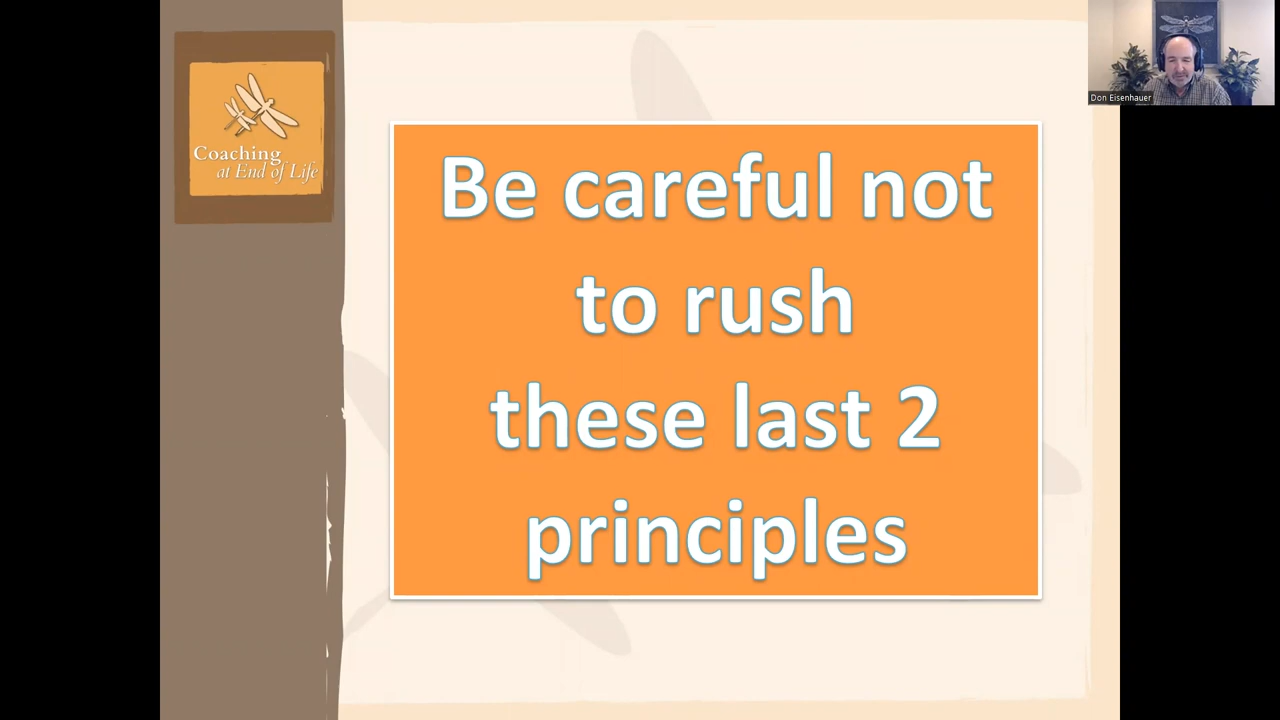 Coaching
at End of Life
Be careful not
to rush
these last 2
principles
Don Eisenhauer